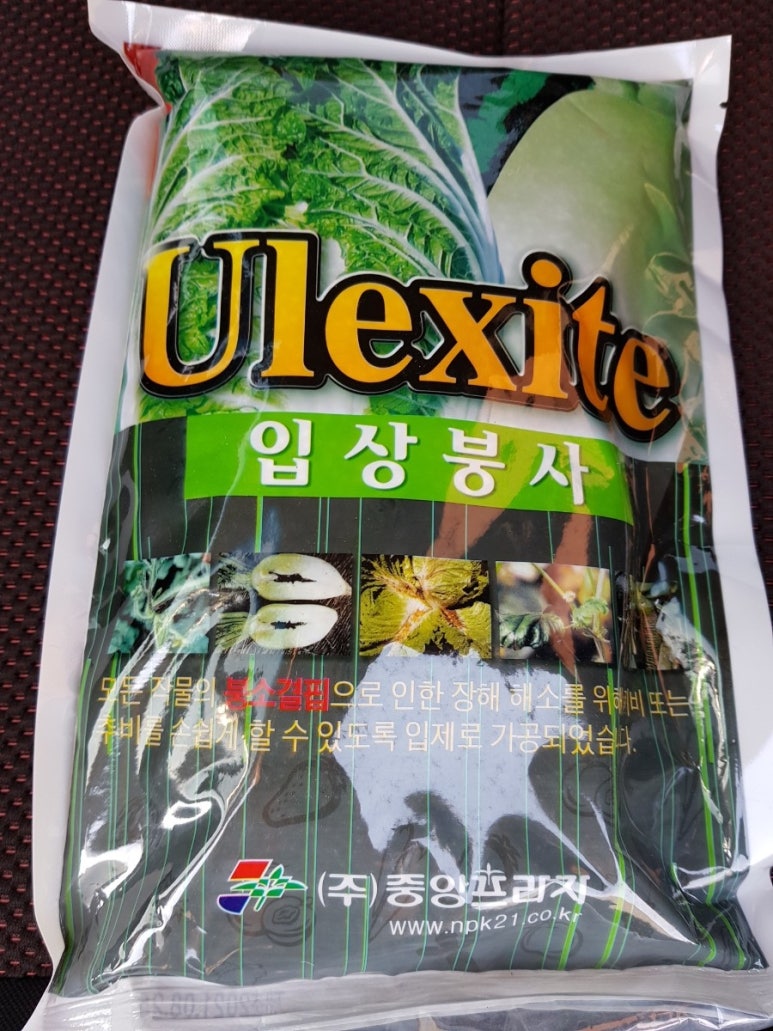 Ulexite
입상붕사
모든 작물의 붕소결핍으로 인한 장해 해소를 위해 또는
추비를 손쉽게 할 수 있도록 입제로 가공되었습니다.
(주)중앙프라자
www.npk21.co.kr